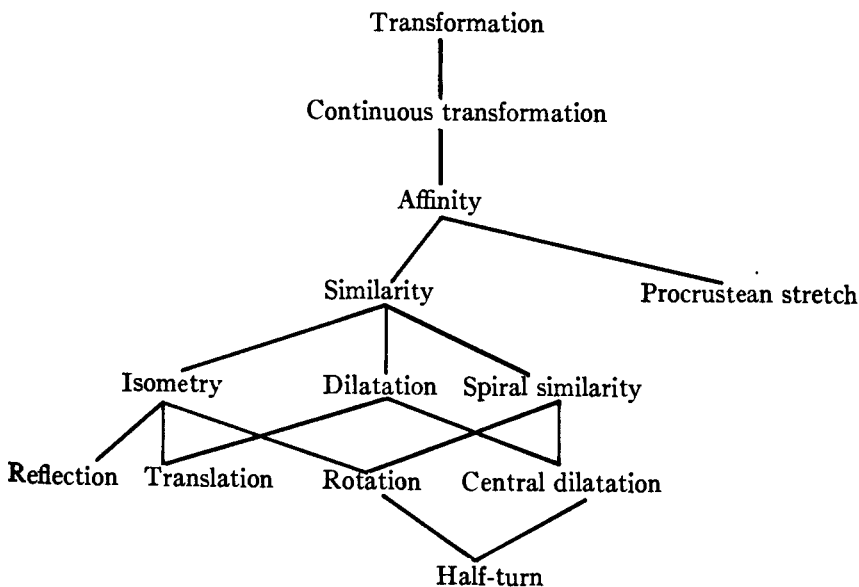 Transformation
Continuous transformation
Affinity
Similarity
Procrustean stretch
Isometry
Dilatation
Spiral similarity
Reflection
Translation
Rotation
Central dilatation
Half-turn